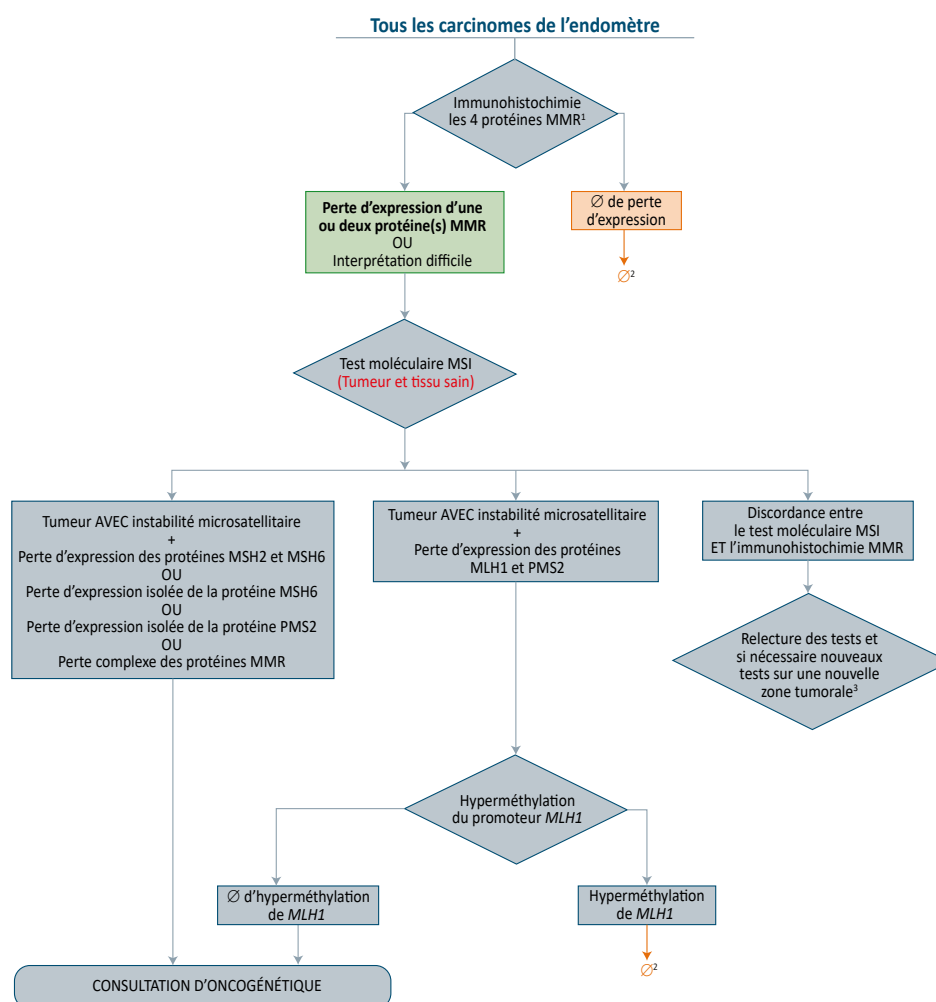 Tous les carcinomes de l’endomètre
Immunohistochimie
les 4 protéines MMR¹
Perte d’expression d’une
ou deux protéine(s) MMR
OU
Interprétation difficile
∅ de perte
d’expression
∅²
Test moléculaire MSI
(Tumeur et tissu sain)
Tumeur AVEC instabilité microsatellitaire
+
Perte d’expression des protéines MSH2 et MSH6
OU
Perte d’expression isolée de la protéine MSH6
OU
Perte d’expression isolée de la protéine PMS2
OU
Perte complexe des protéines MMR
Tumeur AVEC instabilité microsatellitaire
+
Perte d’expression des protéines
MLH1 et PMS2
Discordance entre
le test moléculaire MSI
ET l’immunohistochimie MMR
Relecture des tests et
si nécessaire nouveaux
tests sur une nouvelle
zone tumorale³
Hyperméthylation
du promoteur MLH1
∅ d’hyperméthylation
de MLH1
Hyperméthylation
de MLH1
∅²
CONSULTATION D’ONCOGÉNÉTIQUE